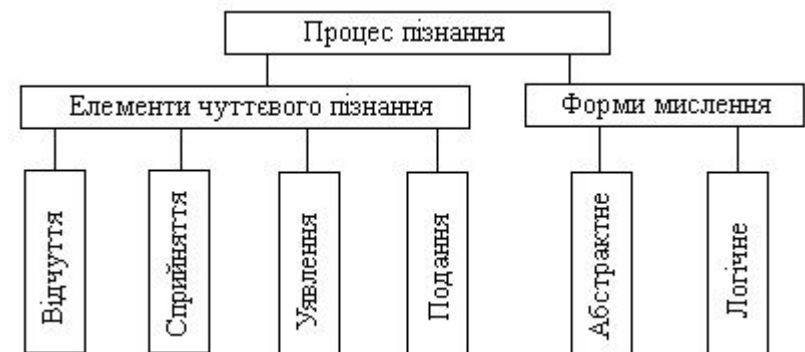 Процес пізнання
Елементи чуттєвого пізнання
Форми мислення
Відчуття
Сприйняття
Уявлення
Подання
Абстрактне
Логічне